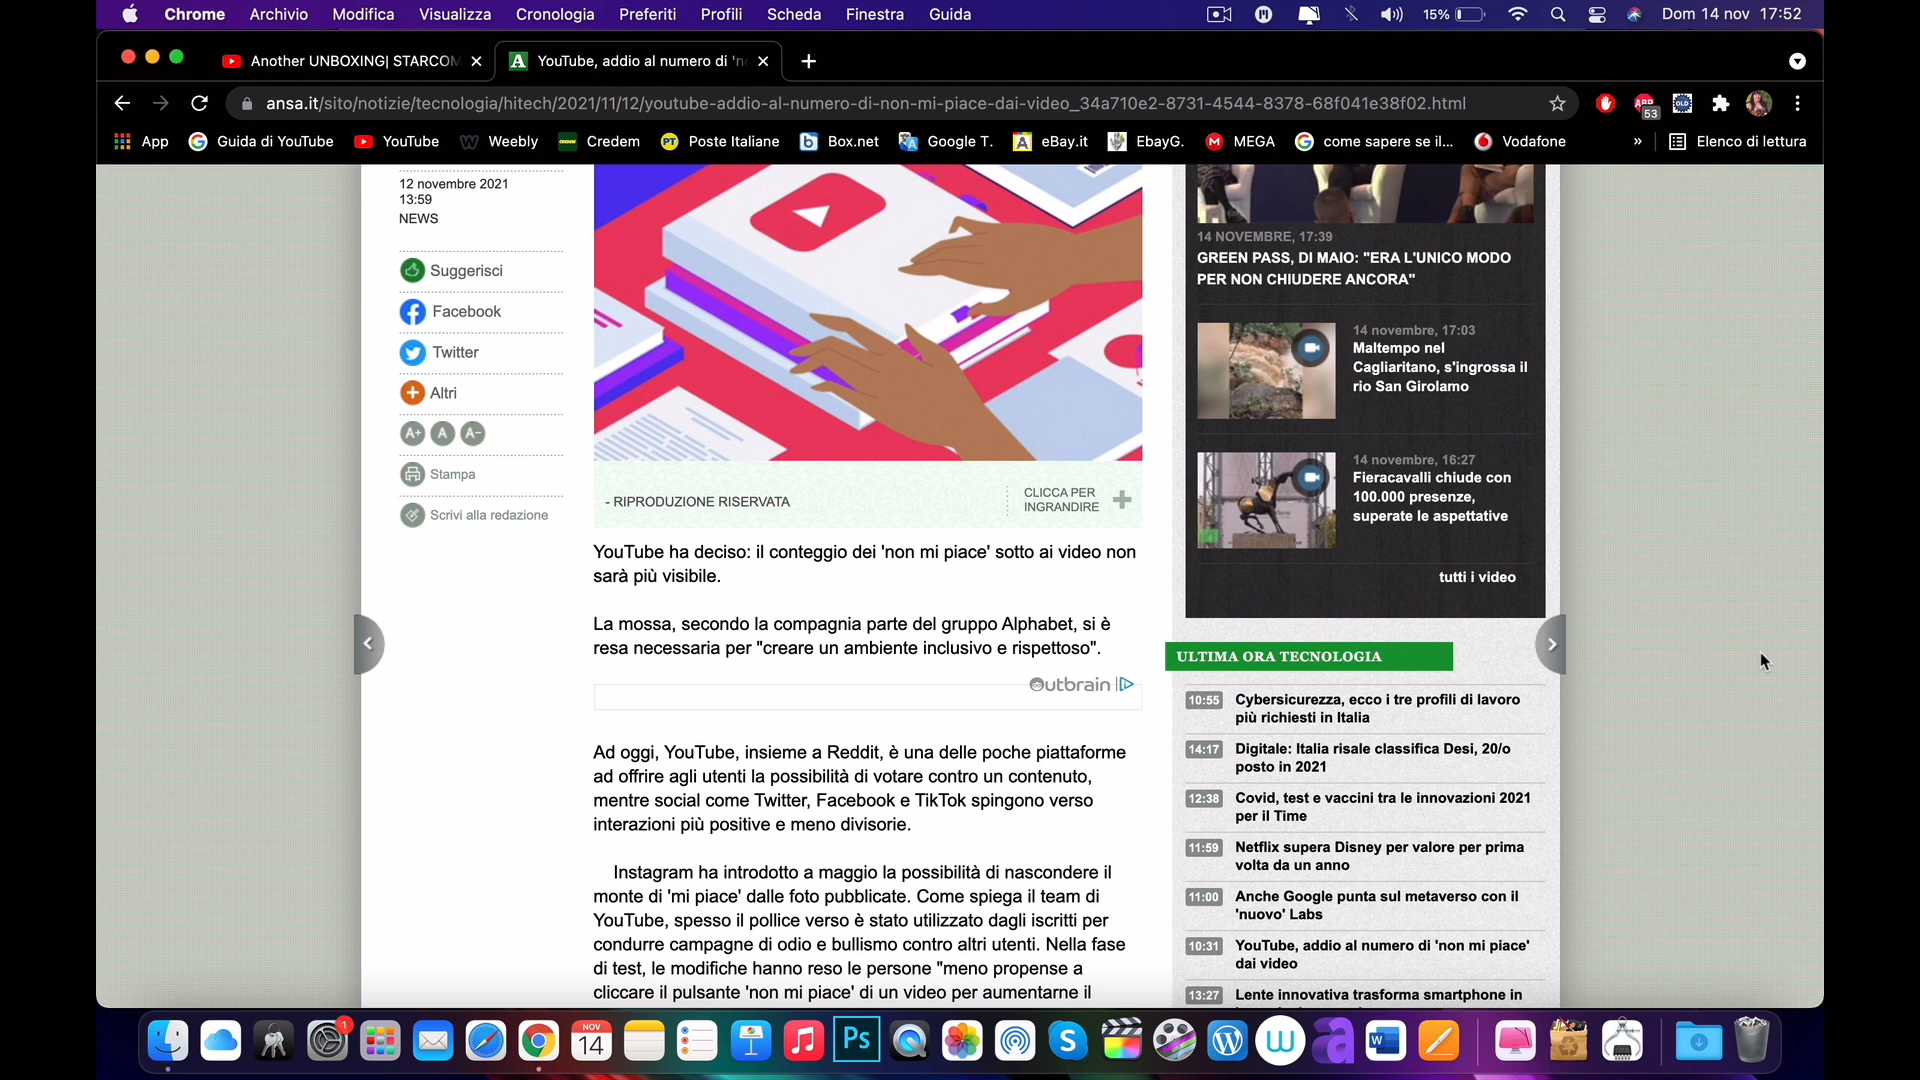 Chrome Archivio Modifica Visualizza Cronologia Preferiti Profili Scheda Finestra Guida 15% Dom 14 nov 17:52
Another UNBOXING| STARCOM YouTube, addio al numero di 'n
ansa.it/sito/notizie/tecnologia/hitech/2021/11/12/youtube-addio-al-numero-di-non-mi-piace-dai-video_34a710e2-8731-4544-8378-68f041e38f02.html
ABP
53
OLD
App Guida di YouTube YouTube Weebly Credem Poste Italiane Box.net Google T. eBay.it EbayG. MEGA come sapere se il... Vodafone » Elenco di lettura
12 novembre 2021
13:59
NEWS
Suggerisci
Facebook
Twitter
Altri
A+ A A-
Stampa
Scrivi alla redazione
- RIPRODUZIONE RISERVATA
CLICCA PER
INGRANDIRE
YouTube ha deciso: il conteggio dei 'non mi piace' sotto ai video non
sarà più visibile.
La mossa, secondo la compagnia parte del gruppo Alphabet, si è
resa necessaria per "creare un ambiente inclusivo e rispettoso".
Outbrain
Ad oggi, YouTube, insieme a Reddit, è una delle poche piattaforme
ad offrire agli utenti la possibilità di votare contro un contenuto,
mentre social come Twitter, Facebook e TikTok spingono verso
interazioni più positive e meno divisorie.
Instagram ha introdotto a maggio la possibilità di nascondere il
monte di 'mi piace' dalle foto pubblicate. Come spiega il team di
YouTube, spesso il pollice verso è stato utilizzato dagli iscritti per
condurre campagne di odio e bullismo contro altri utenti. Nella fase
di test, le modifiche hanno reso le persone "meno propense a
cliccare il pulsante 'non mi piace' di un video per aumentarne il
14 NOVEMBRE, 17:39
GREEN PASS, DI MAIO: "ERA L'UNICO MODO
PER NON CHIUDERE ANCORA"
14 novembre, 17:03
Maltempo nel
Cagliaritano, s'ingrossa il
rio San Girolamo
14 novembre, 16:27
Fieracavalli chiude con
100.000 presenze,
superate le aspettative
tutti i video
ULTIMA ORA TECNOLOGIA
10:55 Cybersicurezza, ecco i tre profili di lavoro
più richiesti in Italia
14:17 Digitale: Italia risale classifica Desi, 20/o
posto in 2021
12:38 Covid, test e vaccini tra le innovazioni 2021
per il Time
11:59 Netflix supera Disney per valore per prima
volta da un anno
11:00 Anche Google punta sul metaverso con il
'nuovo' Labs
10:31 YouTube, addio al numero di 'non mi piace'
dai video
13:27 Lente innovativa trasforma smartphone in
1
NOV
14
Ps